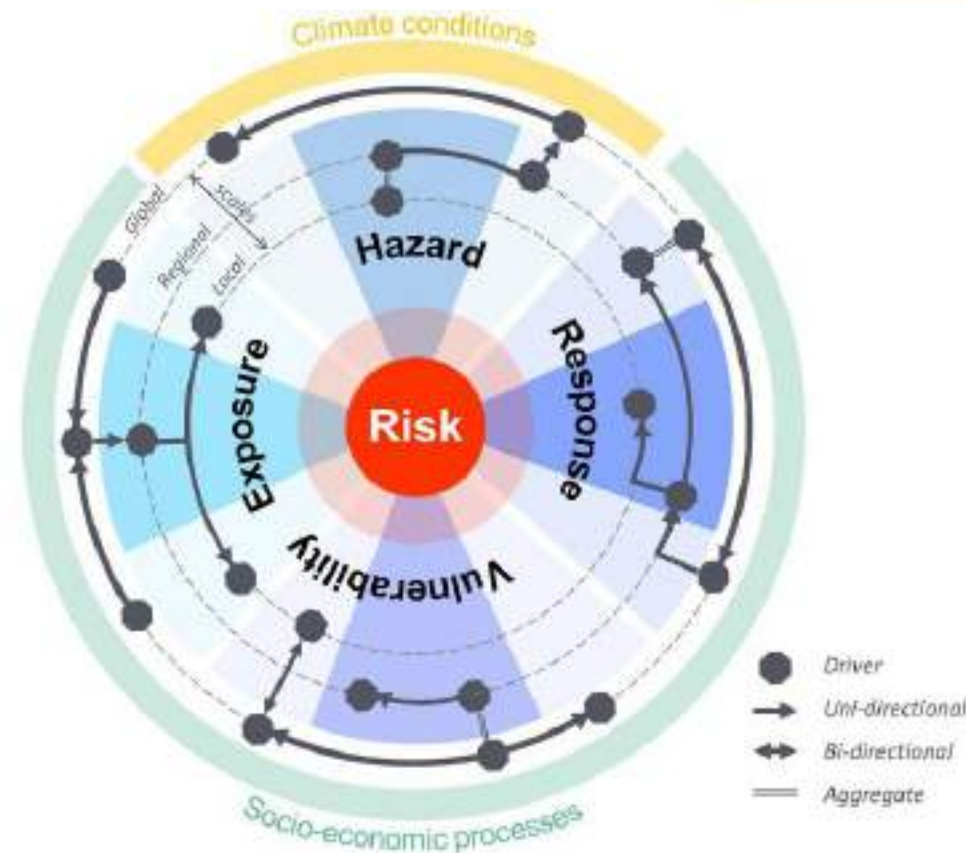 Climate conditions
Global
scales
Regional
Local
Hazard
Exposure
Risk
Response
Vulnerability
Socio-economic processes
Driver
Uni-directional
Bi-directional
Aggregate